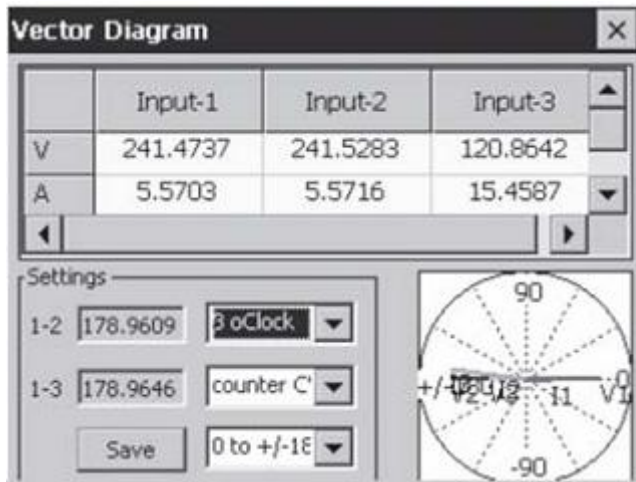 Vector Diagram
Input-1 Input-2 Input-3
V 241.4737 241.5283 120.8642
A 5.5703 5.5716 15.4587
Settings
1-2 178.9609 3 oClock
1-3 178.9646 counter C'
Save 0 to +/-18
90
+/- I1 V1 0
-90